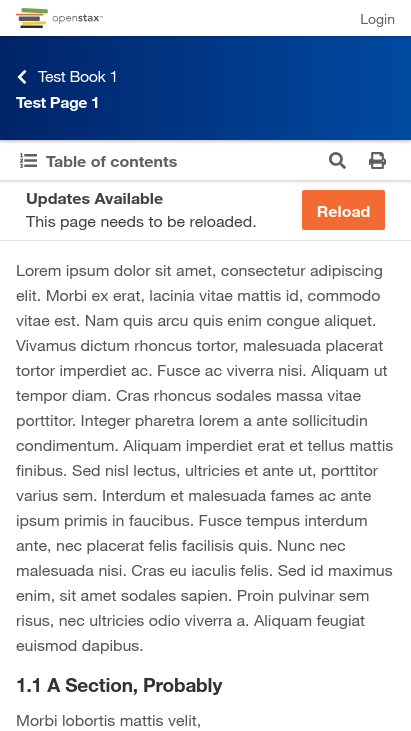 openstax™
Login
Test Book 1
Test Page 1
Table of contents
Updates Available
This page needs to be reloaded.
Reload
Lorem ipsum dolor sit amet, consectetur adipiscing
elit. Morbi ex erat, lacinia vitae mattis id, commodo
vitae est. Nam quis arcu quis enim congue aliquet.
Vivamus dictum rhoncus tortor, malesuada placerat
tortor imperdiet ac. Fusce ac viverra nisi. Aliquam ut
tempor diam. Cras rhoncus sodales massa vitae
porttitor. Integer pharetra lorem a ante sollicitudin
condimentum. Aliquam imperdiet erat et tellus mattis
finibus. Sed nisl lectus, ultricies et ante ut, porttitor
varius sem. Interdum et malesuada fames ac ante
ipsum primis in faucibus. Fusce tempus interdum
ante, nec placerat felis facilisis quis. Nunc nec
malesuada nisi. Cras eu iaculis felis. Sed id maximus
enim, sit amet sodales sapien. Proin pulvinar sem
risus, nec ultricies odio viverra a. Aliquam feugiat
euismod dapibus.
1.1 A Section, Probably
Morbi lobortis mattis velit,